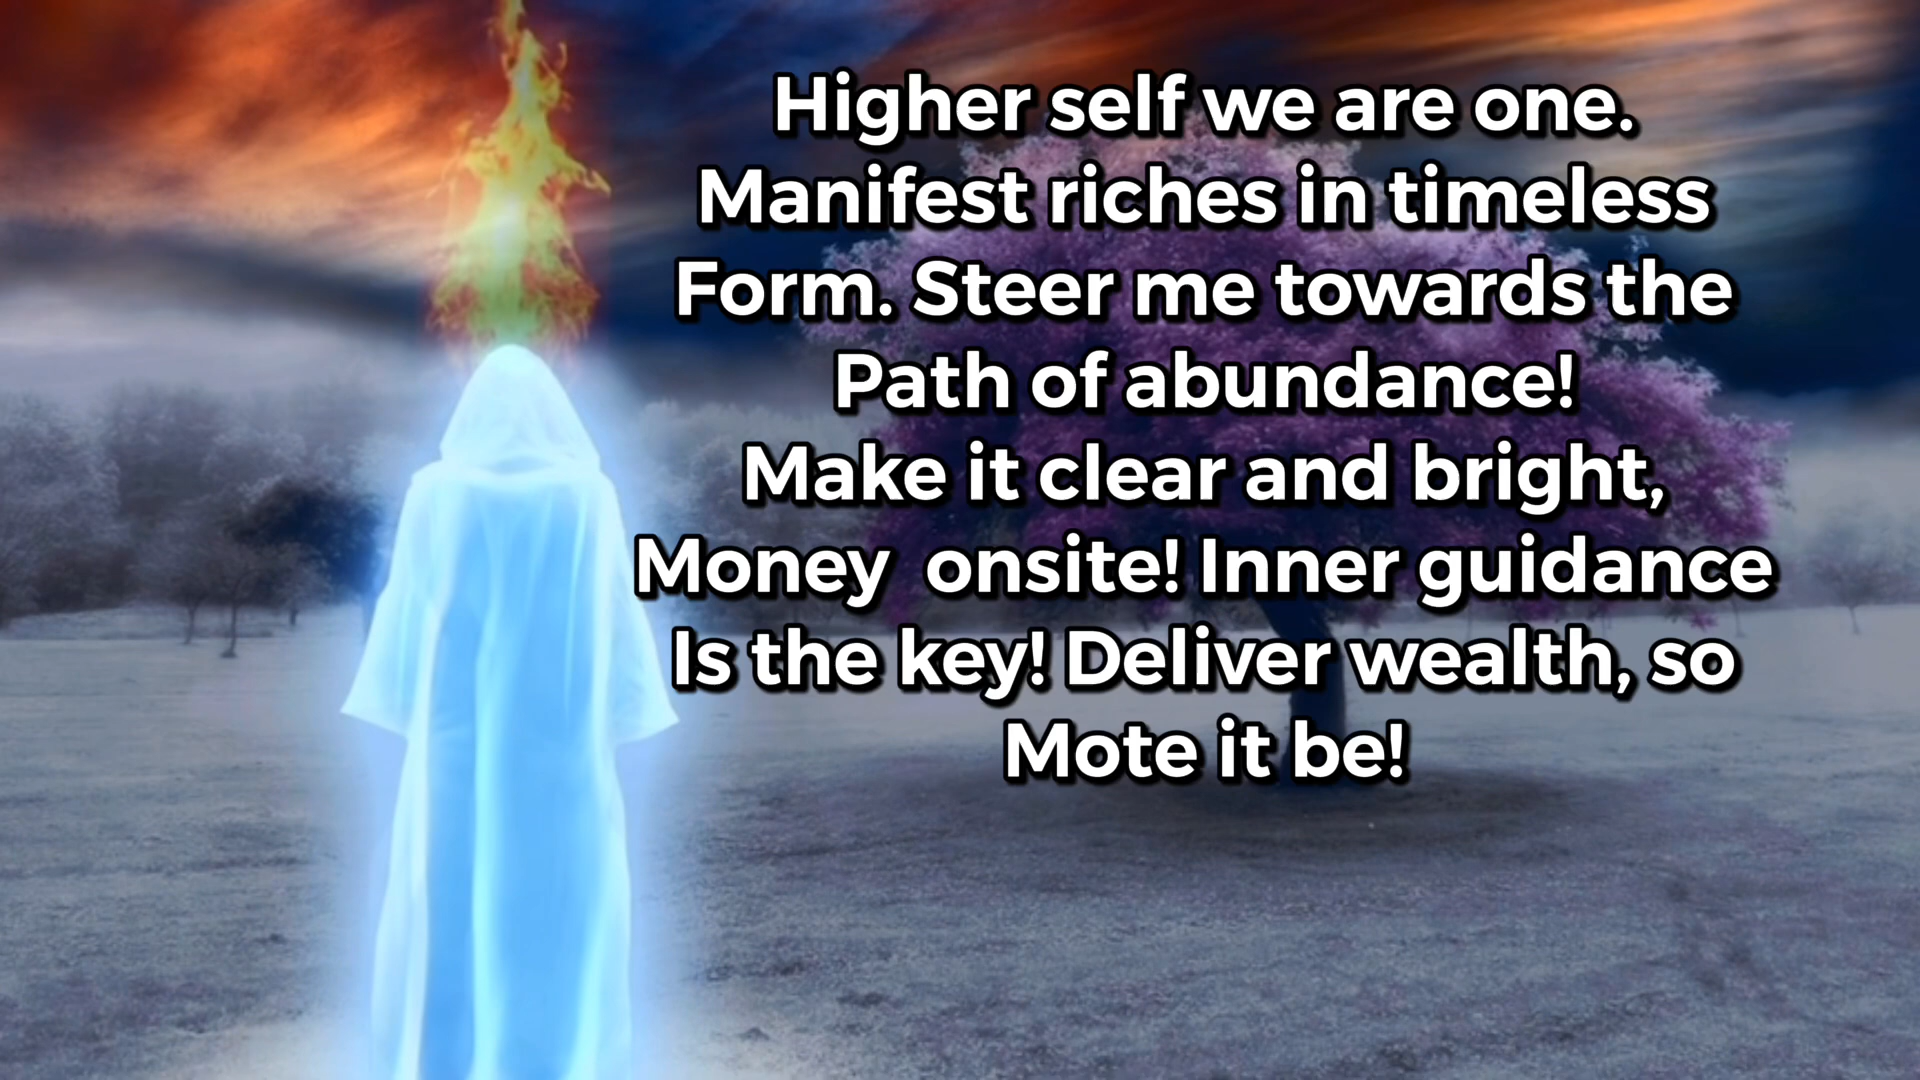 Higher self we are one.
Manifest riches in timeless
Form. Steer me towards the
Path of abundance!
Make it clear and bright,
Money  onsite! Inner guidance
Is the key! Deliver wealth, so
Mote it be!